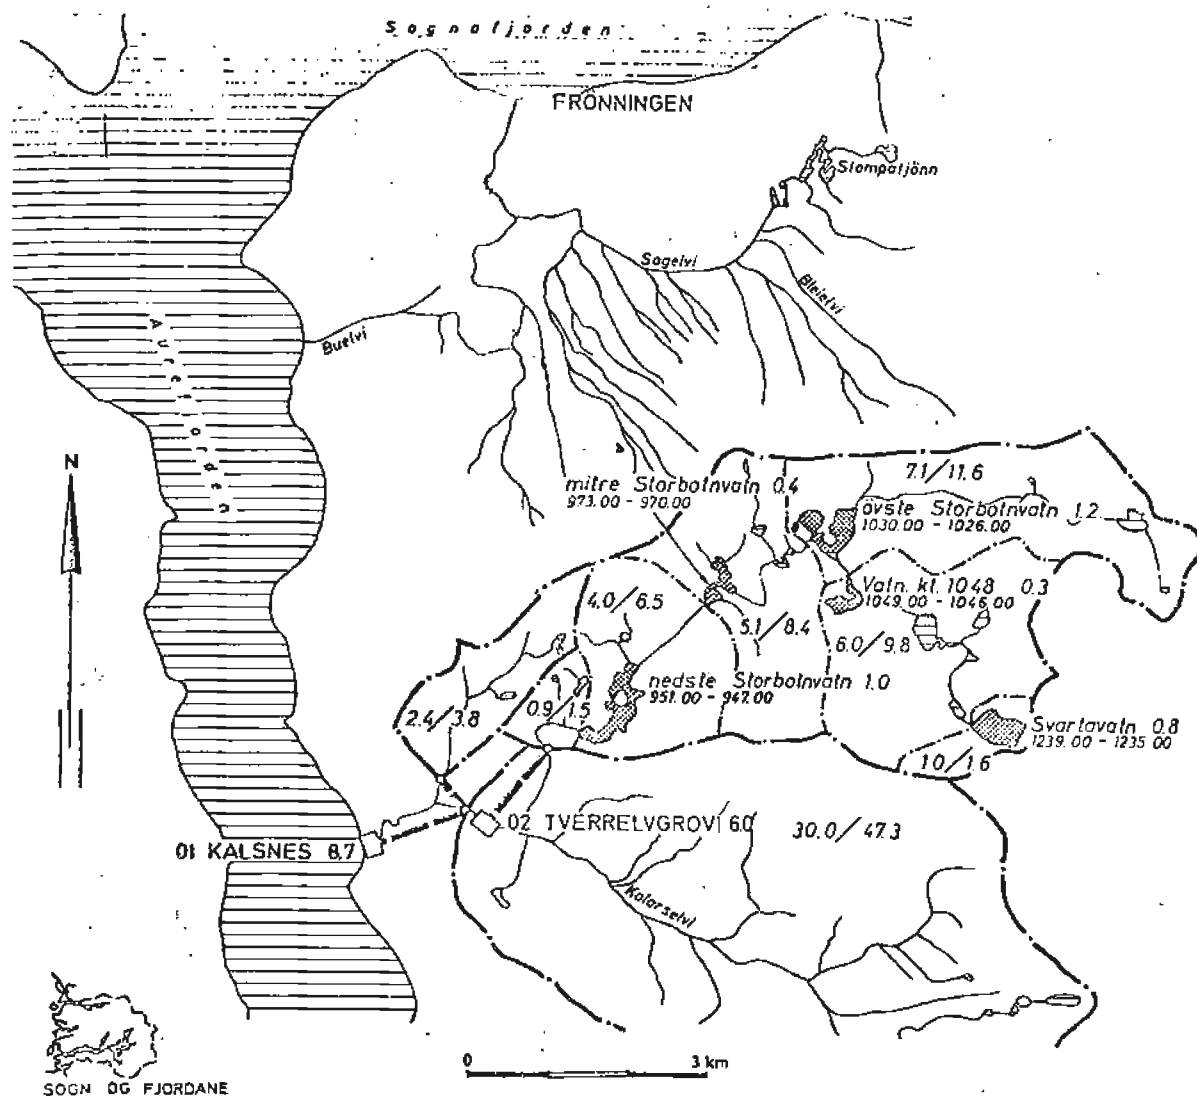 Sognafjorden
FRÖNNINGEN
Stompatjönn
Sogelvi
Bleielvi
Buelvi
Aurlandsfjorden
N
7.1/11.6
mitre Storbotnvatn 0.4
973.00 - 970.00
övste Storbotnvatn 1.2
1030.00 - 1026.00
Vatn. kt. 1048 0.3
1049.00 - 1046.00
4.0/6.5
5.1/8.4
6.0/9.8
nedste Storbotnvatn 1.0
951.00 - 947.00
0.9/1.5
2.4/3.8
Svartavatn 0.8
1239.00 - 1235.00
1.0/1.6
02 TVERRELVGROVI 6.0
30.0/47.3
01 KALSNES 8.7
Kolarselvi
0 3 km
SOGN OG FJORDANE